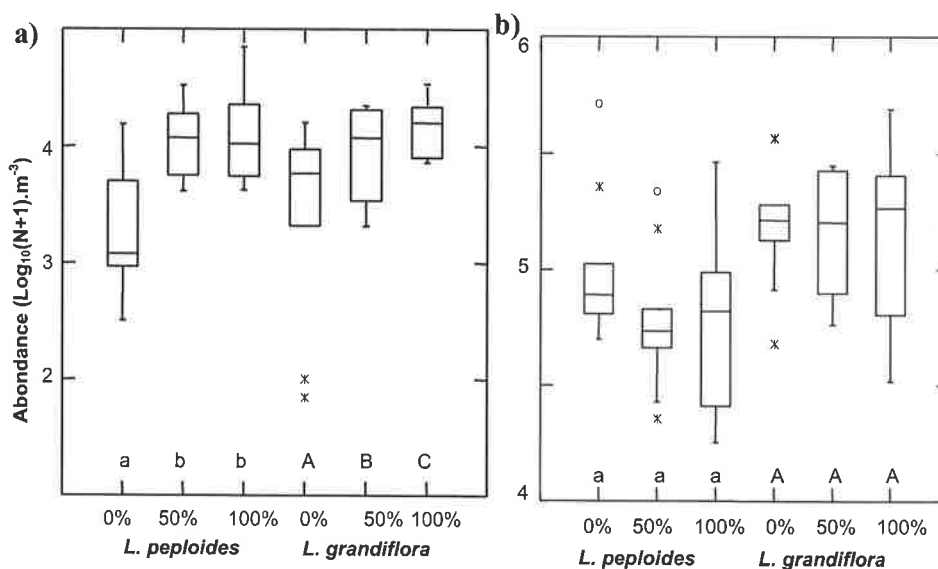 a)
Abondance (Log₁₀(N+1).m⁻³
4
3
2
a b b A B C
0% 50% 100% 0% 50% 100%
L. peploides L. grandiflora
b)
6
5
4
a a a A A A
0% 50% 100% 0% 50% 100%
L. peploides L. grandiflora